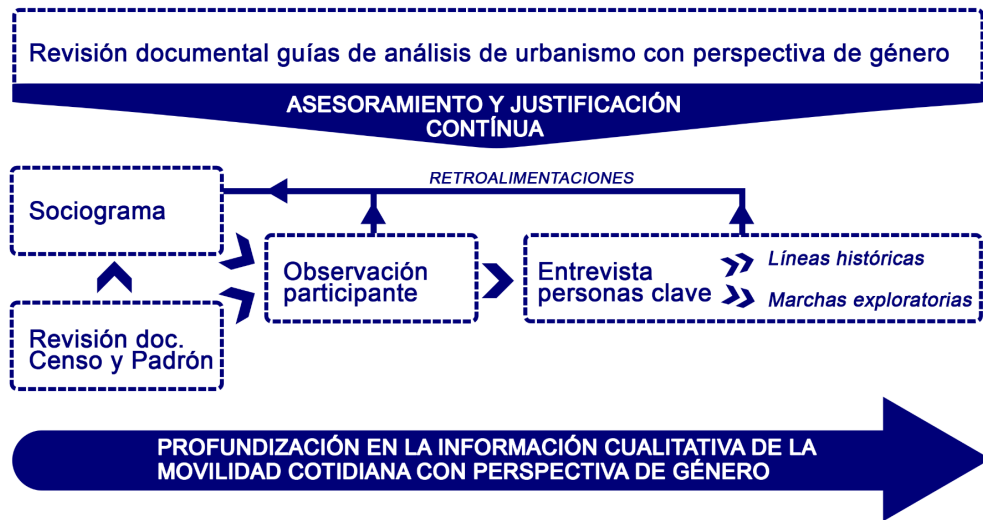 Revisión documental guías de análisis de urbanismo con perspectiva de género
ASESORAMIENTO Y JUSTIFICACIÓN
CONTÍNUA
RETROALIMENTACIONES
Sociograma
Observación
participante
Entrevista
personas clave
Líneas históricas
Marchas exploratorias
Revisión doc.
Censo y Padrón
PROFUNDIZACIÓN EN LA INFORMACIÓN CUALITATIVA DE LA
MOVILIDAD COTIDIANA CON PERSPECTIVA DE GÉNERO